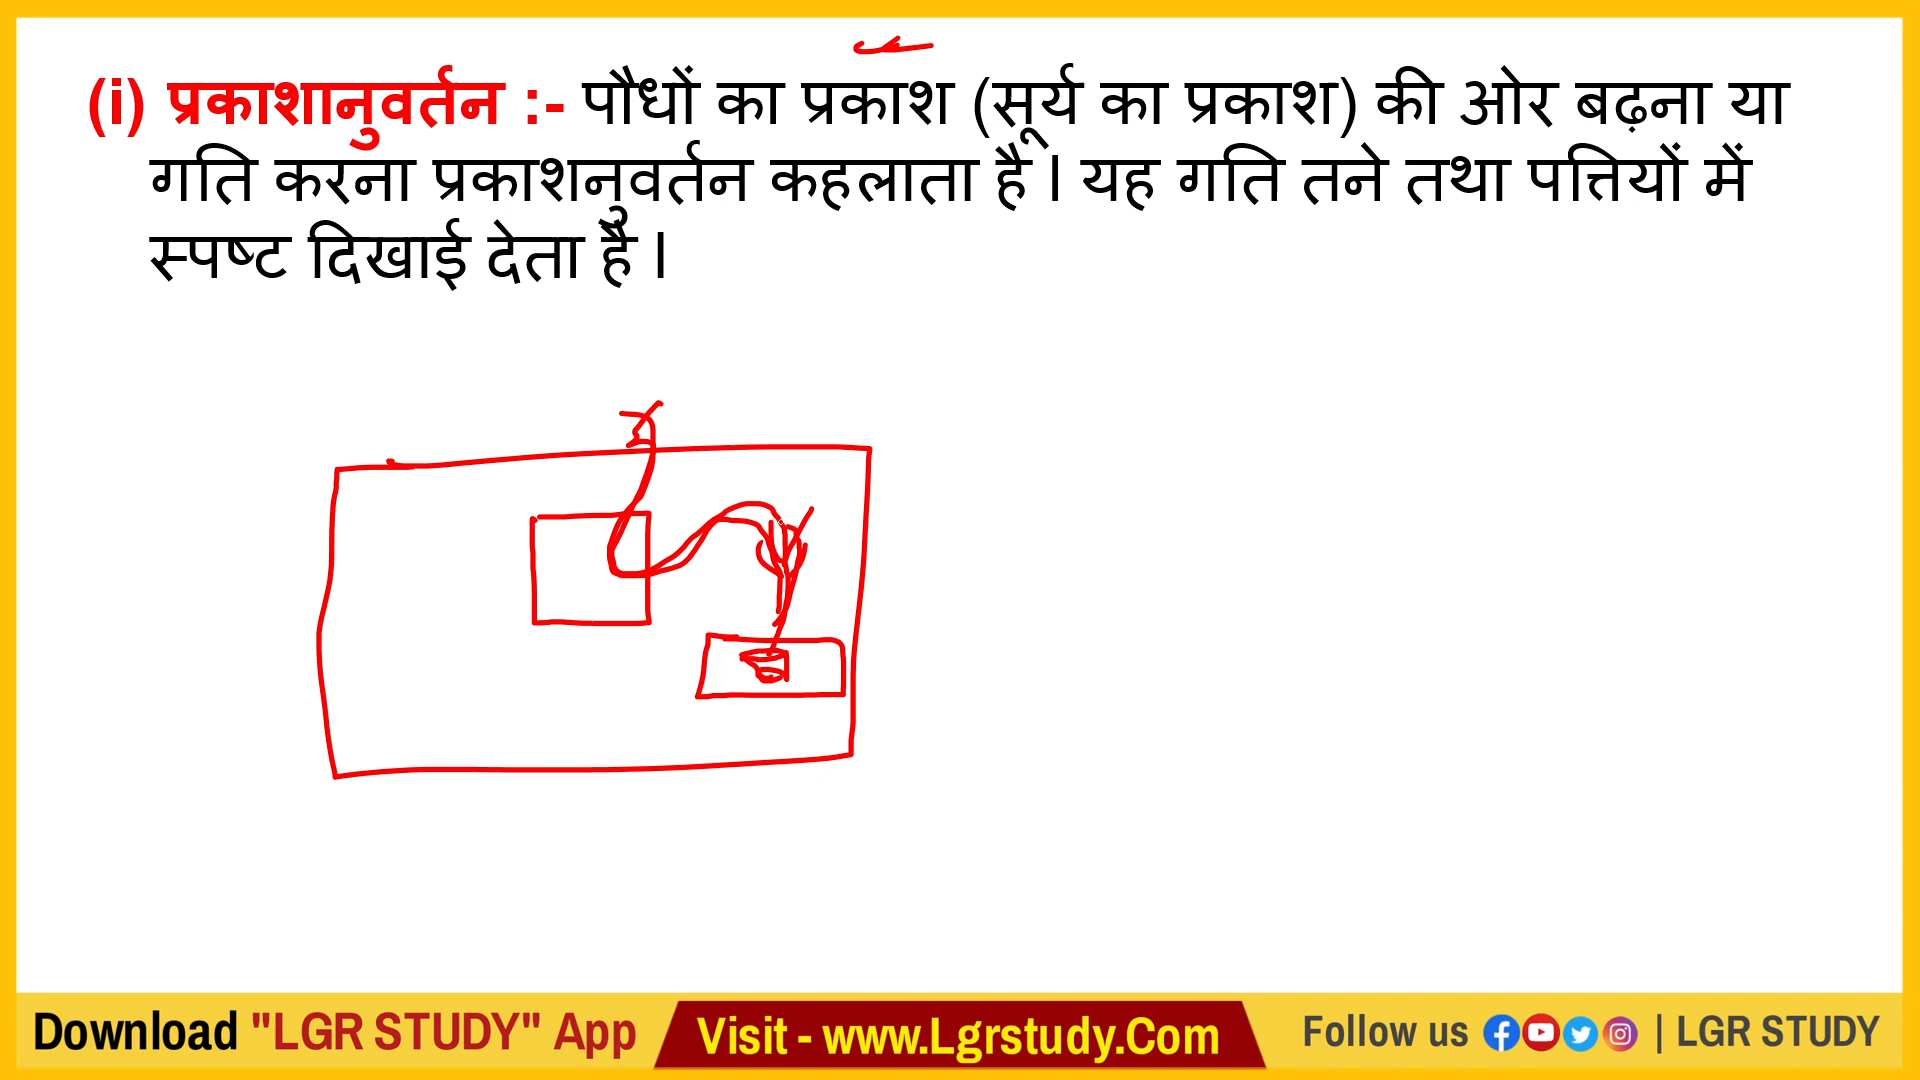 (i) प्रकाशानुवर्तन :- पौधों का प्रकाश (सूर्य का प्रकाश) की ओर बढ़ना या
गति करना प्रकाशनुवर्तन कहलाता है l यह गति तने तथा पत्तियों में
स्पष्ट दिखाई देता है l
Download "LGR STUDY" App
Visit - www.Lgrstudy.Com
Follow us | LGR STUDY